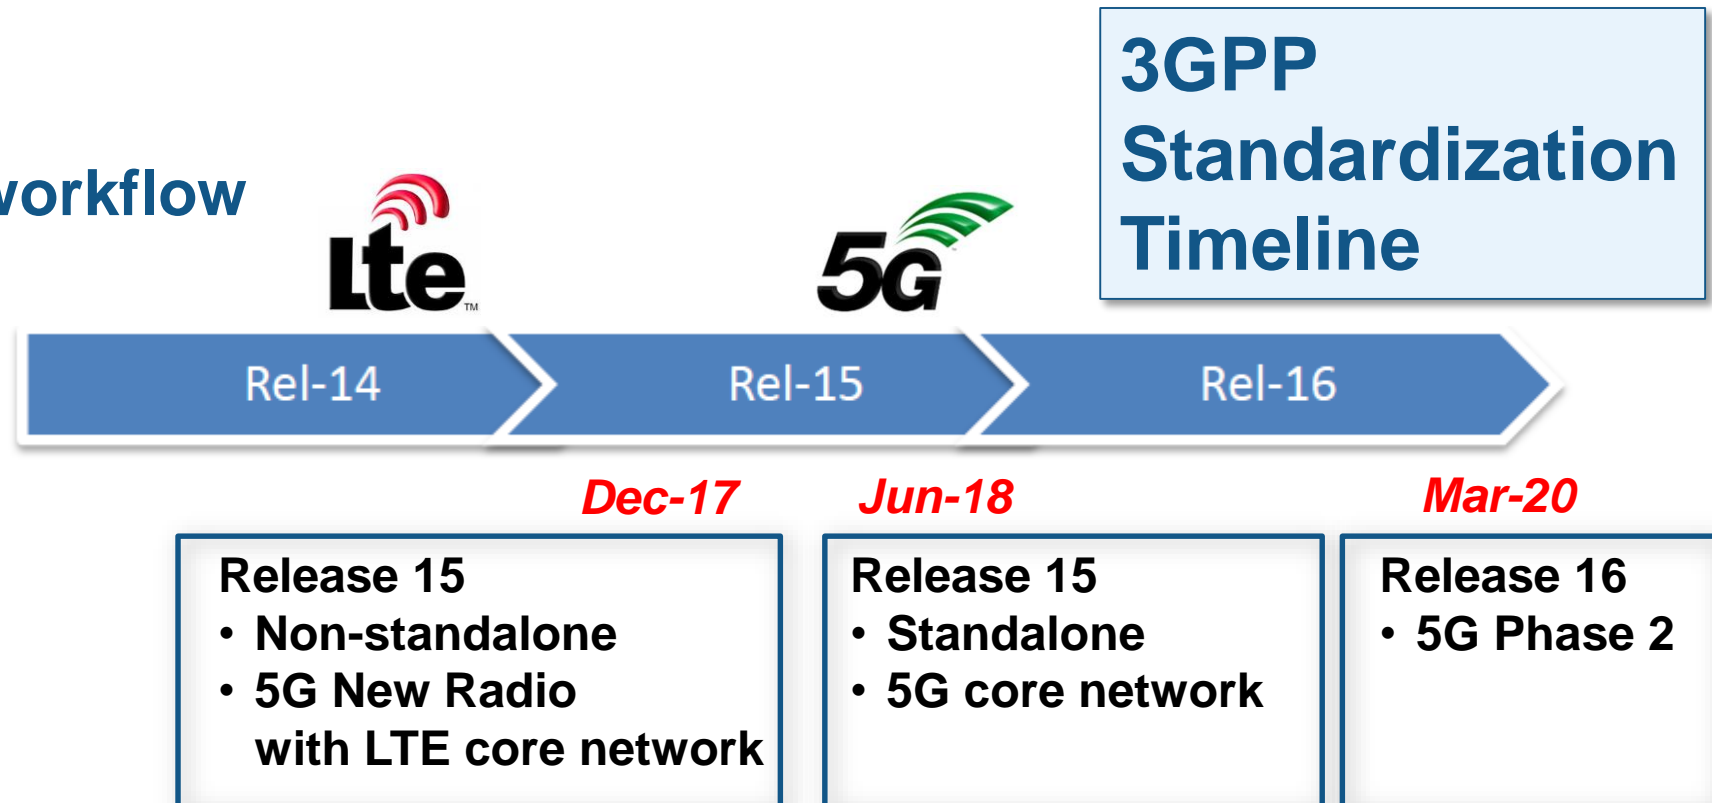 3GPP
Standardization
Timeline
workflow
Lte
TM
5G
Rel-14
Rel-15
Rel-16
Dec-17
Jun-18
Mar-20
Release 15
• Non-standalone
• 5G New Radio
with LTE core network
Release 15
• Standalone
• 5G core network
Release 16
• 5G Phase 2